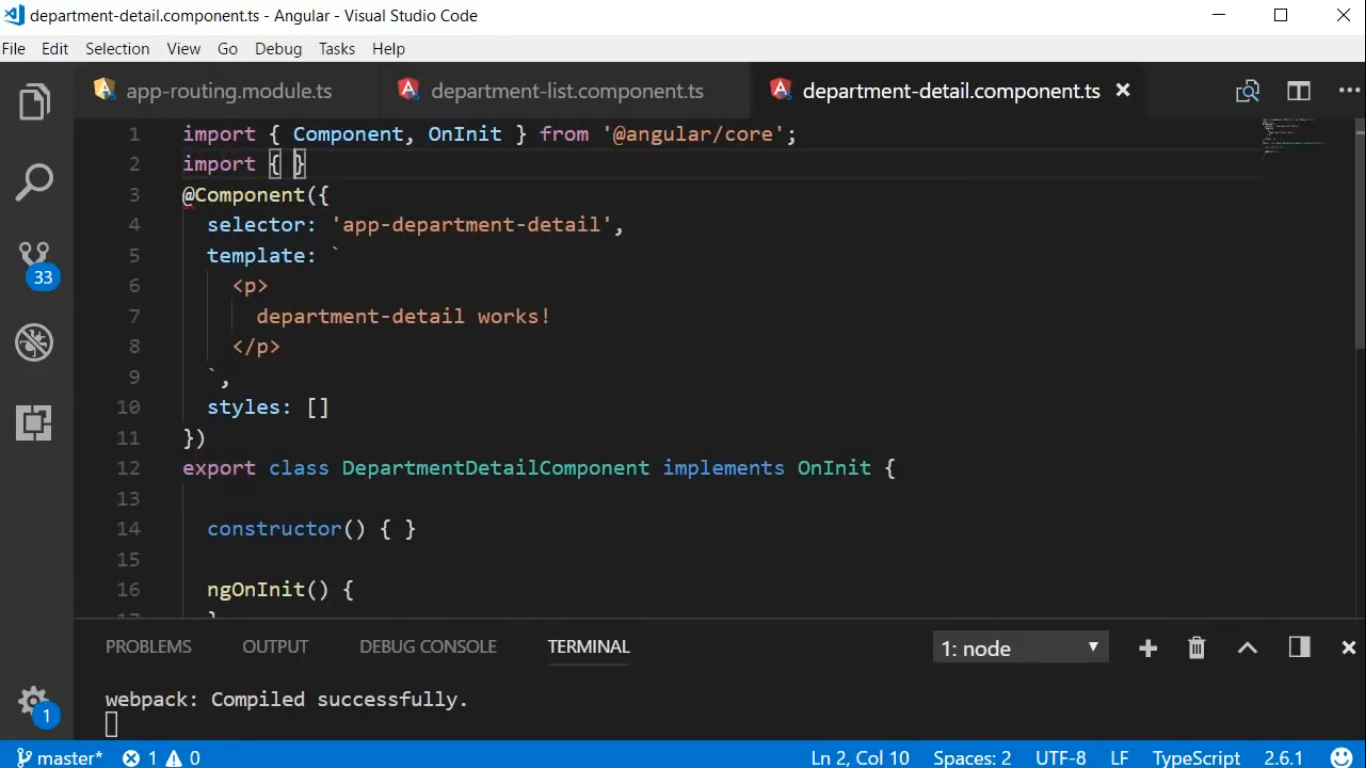 department-detail.component.ts - Angular - Visual Studio Code
File Edit Selection View Go Debug Tasks Help
app-routing.module.ts department-list.component.ts department-detail.component.ts
1 import { Component, OnInit } from '@angular/core';
2 import { }
3 @Component({
4 selector: 'app-department-detail',
5 template: `
6 <p>
7 department-detail works!
8 </p>
9 `,
10 styles: []
11 })
12 export class DepartmentDetailComponent implements OnInit {
13
14 constructor() { }
15
16 ngOnInit() {
17 }
33
PROBLEMS OUTPUT DEBUG CONSOLE TERMINAL 1: node
webpack: Compiled successfully.
1
master* 1 0 Ln 2, Col 10 Spaces: 2 UTF-8 LF TypeScript 2.6.1